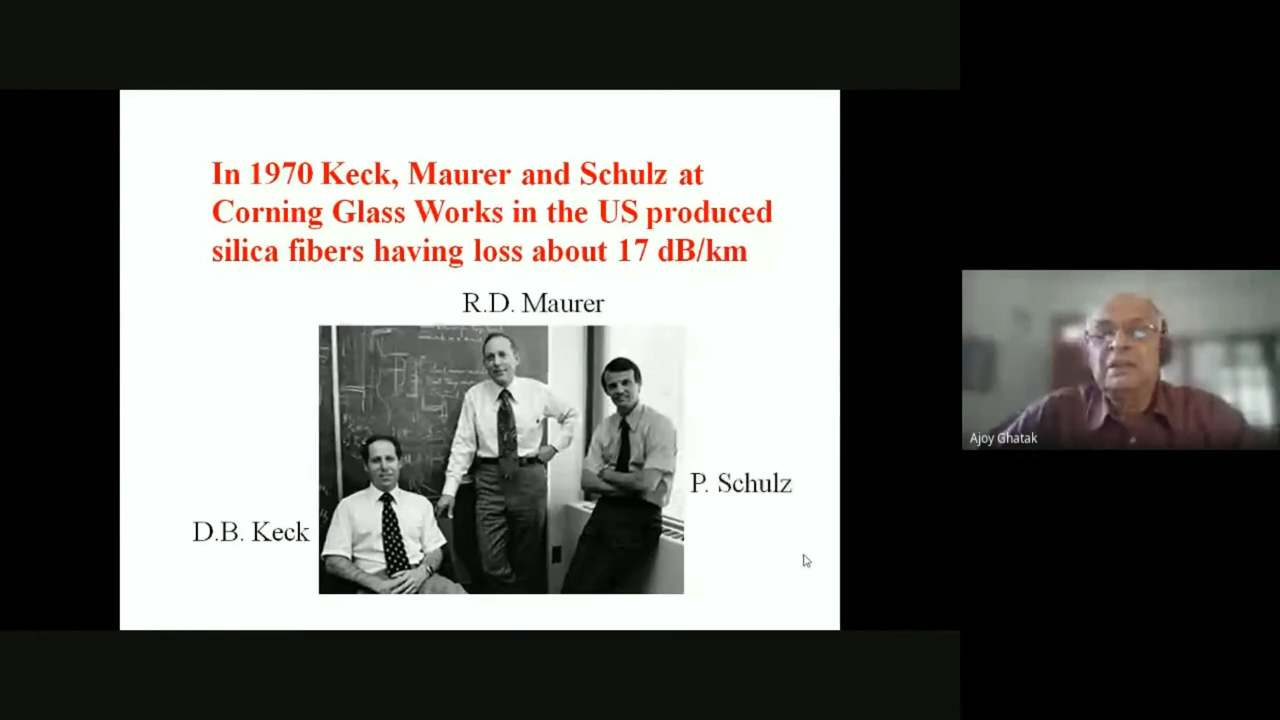 In 1970 Keck, Maurer and Schulz at
Corning Glass Works in the US produced
silica fibers having loss about 17 dB/km
R.D. Maurer
P. Schulz
D.B. Keck
Ajoy Ghatak